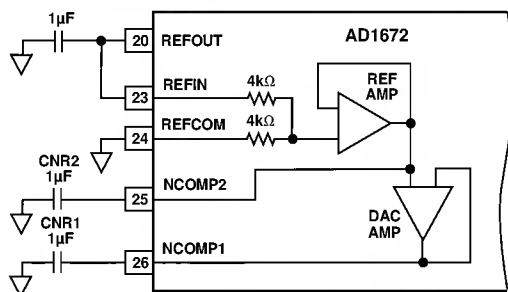 1µF
20
REFOUT
AD1672
23
REFIN
4kΩ
REF
AMP
24
REFCOM
4kΩ
CNR2
1µF
25
NCOMP2
DAC
AMP
CNR1
1µF
26
NCOMP1